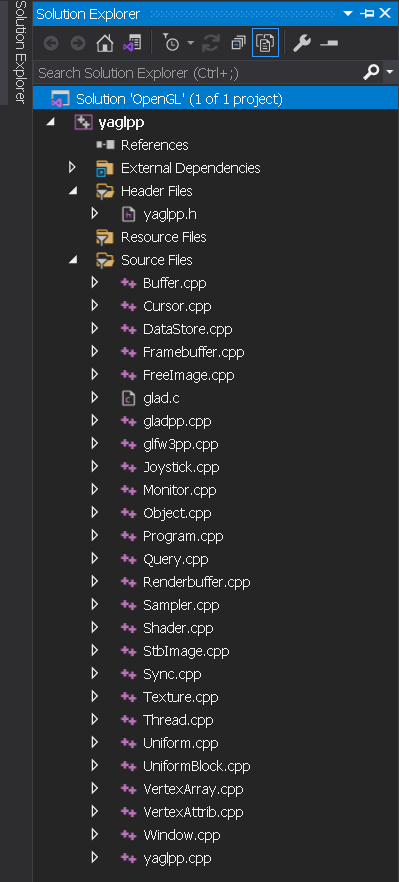 Solution Explorer
Solution Explorer
Search Solution Explorer (Ctrl+;)
Solution 'OpenGL' (1 of 1 project)
yaglpp
References
External Dependencies
Header Files
yaglpp.h
Resource Files
Source Files
Buffer.cpp
Cursor.cpp
DataStore.cpp
Framebuffer.cpp
FreeImage.cpp
glad.c
gladpp.cpp
glfw3pp.cpp
Joystick.cpp
Monitor.cpp
Object.cpp
Program.cpp
Query.cpp
Renderbuffer.cpp
Sampler.cpp
Shader.cpp
StbImage.cpp
Sync.cpp
Texture.cpp
Thread.cpp
Uniform.cpp
UniformBlock.cpp
VertexArray.cpp
VertexAttrib.cpp
Window.cpp
yaglpp.cpp